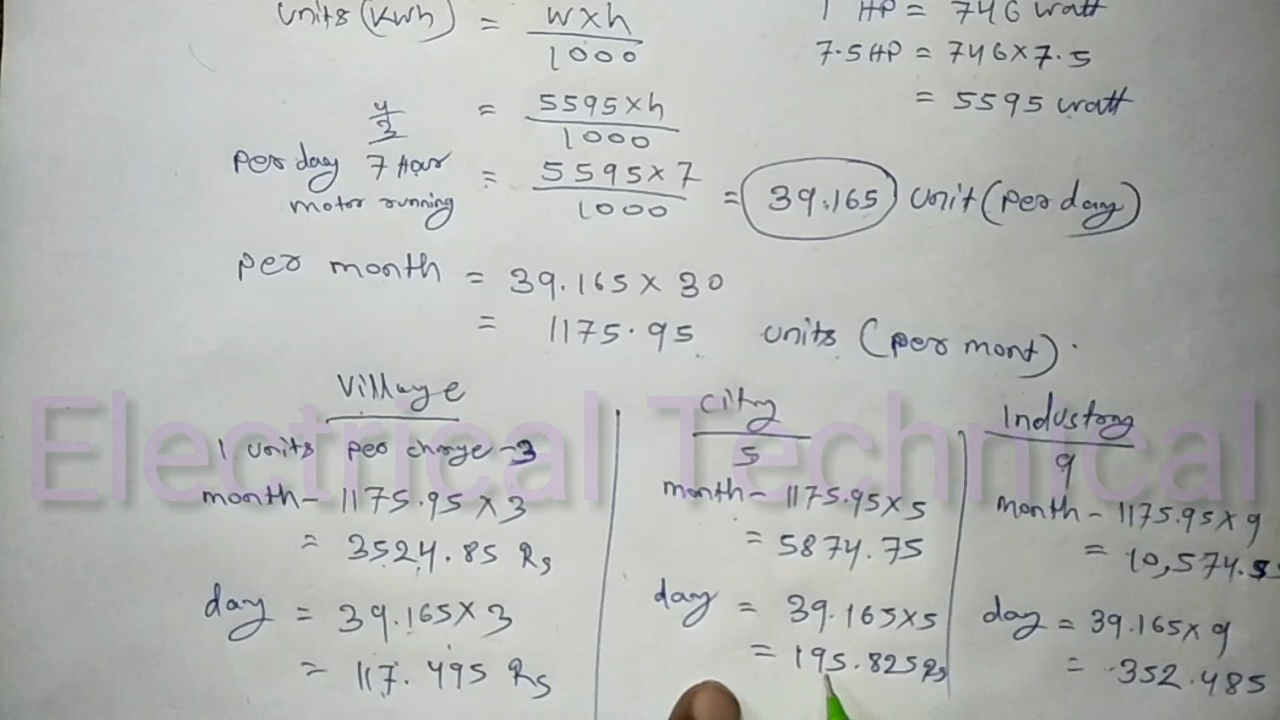 Units (Kwh) = W×h / 1000
1 HP = 746 watt
7.5 HP = 746×7.5
= 5595 watt
= 5595×h / 1000
Per day 7 Hour = 5595×7 / 1000 = 39.165 Unit (Per day)
motor running
Per month = 39.165 × 30
= 1175.95 Units (per mont).
Village
1 units per charge - 3
month - 1175.95 × 3
= 3524.85 Rs
day = 39.165×3
= 117.495 Rs
City
5
month - 1175.95×5
= 5874.75
day = 39.165×5
= 195.825 Rs
9
month - 1175.95×9
= 10,574.
day = 39.165×9
= 352.485
Electrical Technical